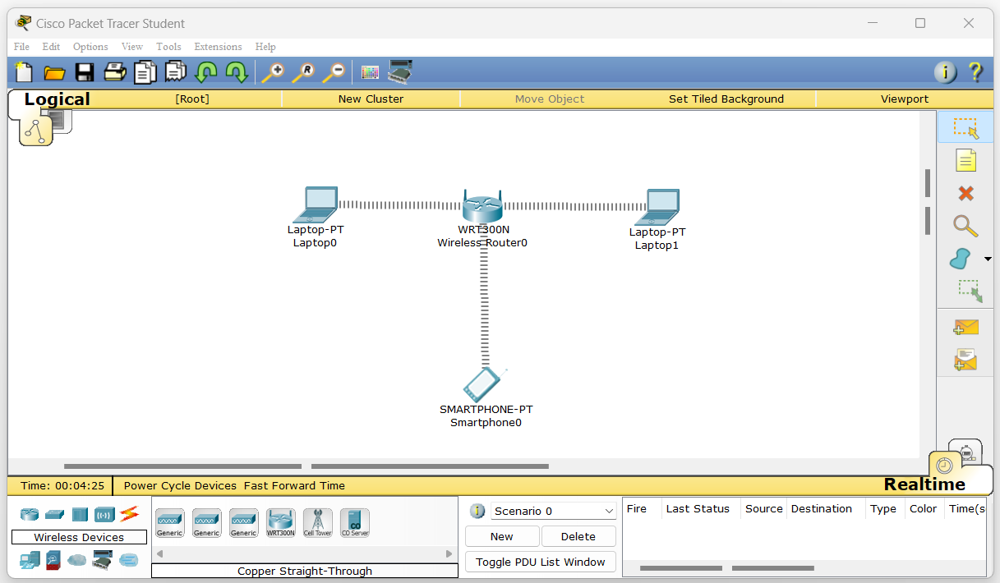 Cisco Packet Tracer Student
File Edit Options View Tools Extensions Help
R
i ?
Logical [Root] New Cluster Move Object Set Tiled Background Viewport
Laptop-PT
Laptop0
WRT300N
Wireless Router0
Laptop-PT
Laptop1
SMARTPHONE-PT
Smartphone0
Time: 00:04:25 Power Cycle Devices Fast Forward Time Realtime
Wireless Devices
Generic Generic Generic WRT300N Cell Tower CO Server
Copper Straight-Through
i Scenario 0
New Delete
Toggle PDU List Window
Fire Last Status Source Destination Type Color Time(s